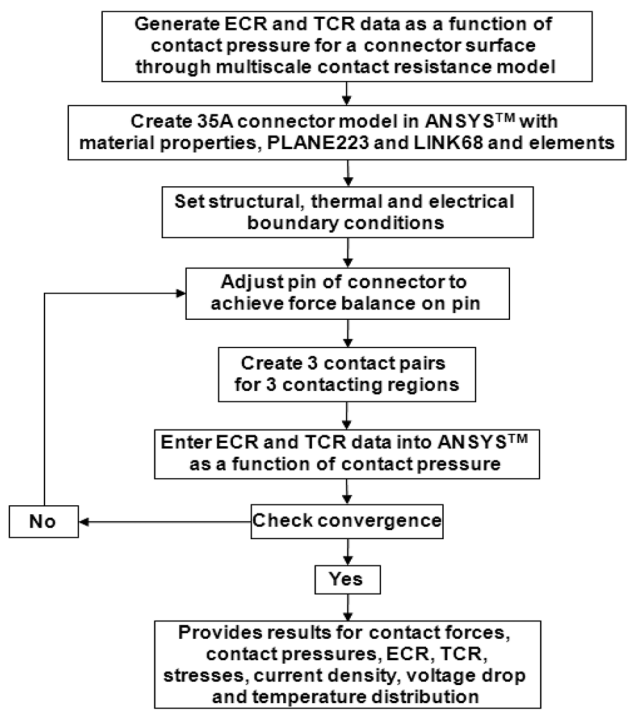 Generate ECR and TCR data as a function of
contact pressure for a connector surface
through multiscale contact resistance model
Create 35A connector model in ANSYS™ with
material properties, PLANE223 and LINK68 and elements
Set structural, thermal and electrical
boundary conditions
Adjust pin of connector to
achieve force balance on pin
Create 3 contact pairs
for 3 contacting regions
Enter ECR and TCR data into ANSYS™
as a function of contact pressure
No
Check convergence
Yes
Provides results for contact forces,
contact pressures, ECR, TCR,
stresses, current density, voltage drop
and temperature distribution